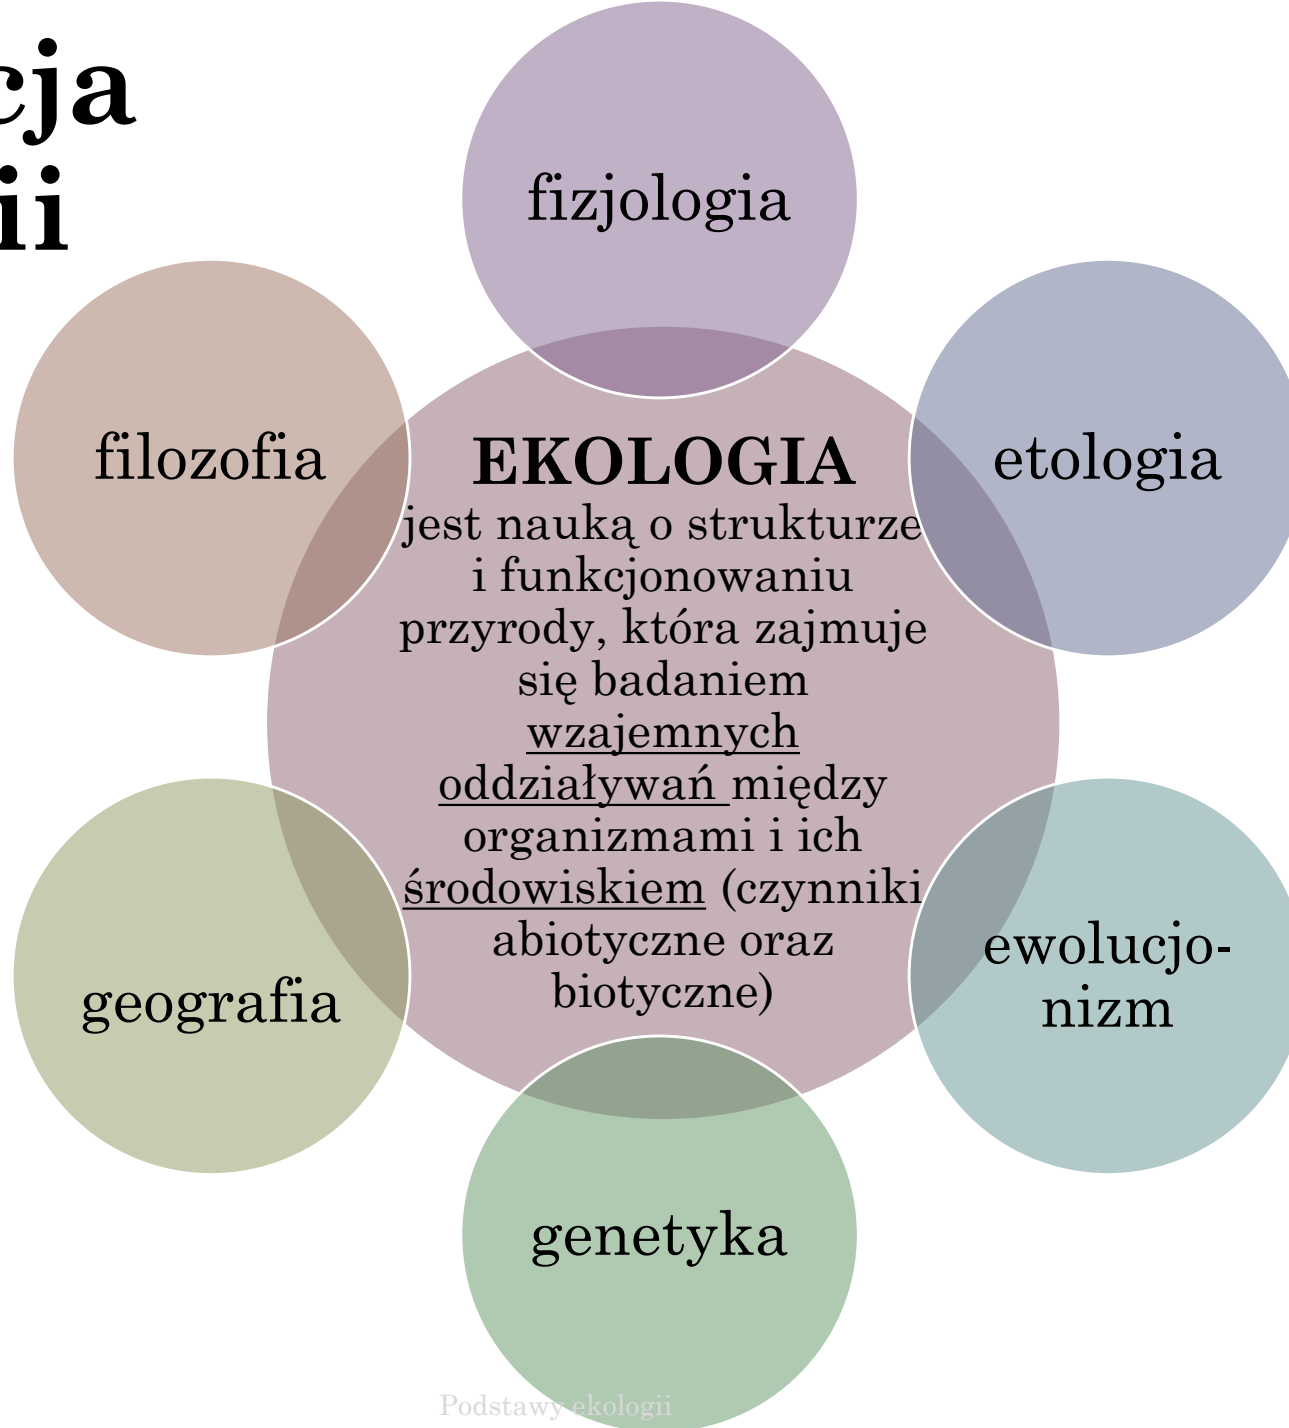 cja
ii
fizjologia
filozofia
etologia
EKOLOGIA
jest nauką o strukturze
i funkcjonowaniu
przyrody, która zajmuje
się badaniem
wzajemnych
oddziaływań między
organizmami i ich
środowiskiem (czynniki
abiotyczne oraz
biotyczne)
geografia
ewolucjo-
nizm
genetyka
Podstawy ekologii